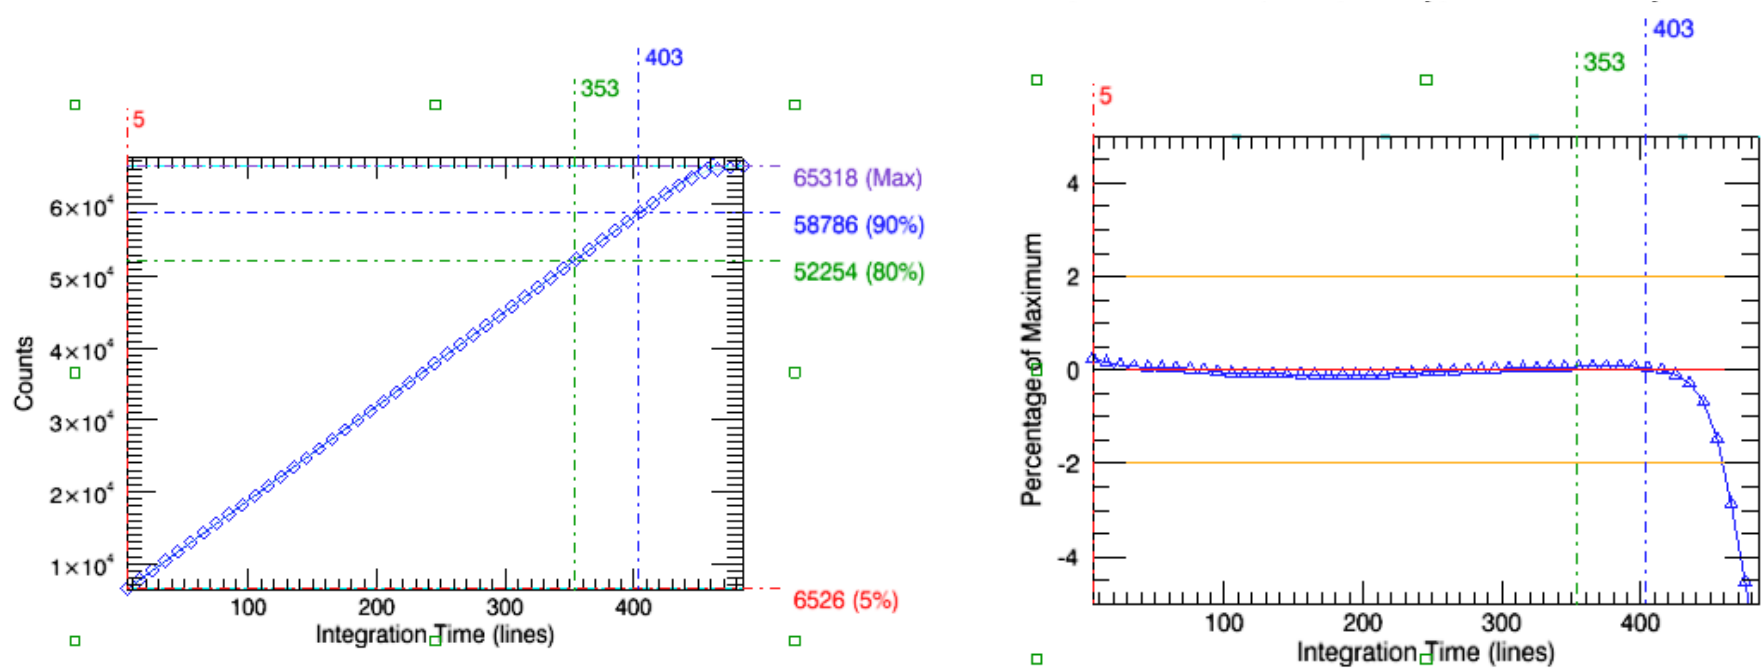 403
353
5
65318 (Max)
6×10⁴
58786 (90%)
5×10⁴
52254 (80%)
4×10⁴
Counts
3×10⁴
2×10⁴
1×10⁴
6526 (5%)
100 200 300 400
Integration Time (lines)
403
353
5
4
2
0
-2
-4
Percentage of Maximum
100 200 300 400
Integration Time (lines)